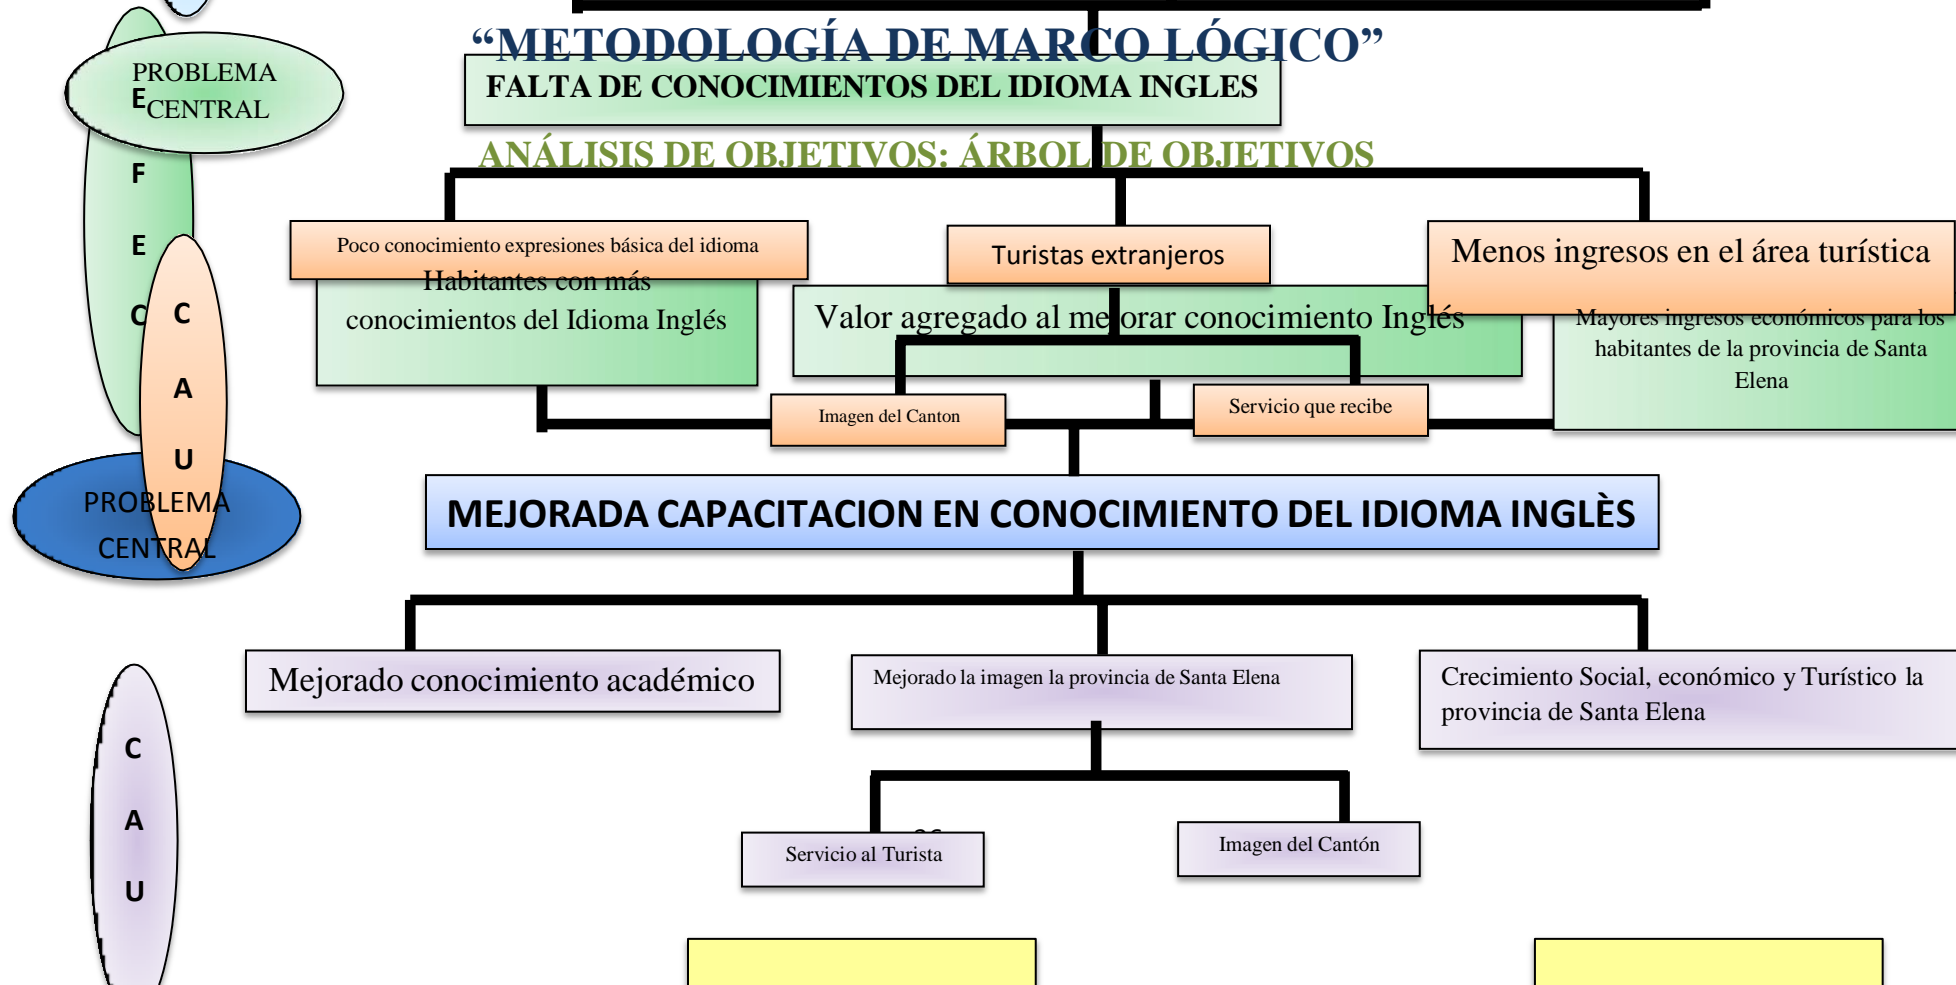 “METODOLOGÍA DE MARCO LÓGICO”
PROBLEMA
CENTRAL
FALTA DE CONOCIMIENTOS DEL IDIOMA INGLES
ANÁLISIS DE OBJETIVOS: ÁRBOL DE OBJETIVOS
E
F
E
C
Poco conocimiento expresiones básica del idioma
Turistas extranjeros
Menos ingresos en el área turística
Habitantes con más
conocimientos del Idioma Inglés
Valor agregado al mejorar conocimiento Inglés
Mayores ingresos económicos para los
habitantes de la provincia de Santa
Elena
C
A
U
Imagen del Canton
Servicio que recibe
PROBLEMA
CENTRAL
MEJORADA CAPACITACION EN CONOCIMIENTO DEL IDIOMA INGLÈS
Mejorado conocimiento académico
Mejorado la imagen la provincia de Santa Elena
Crecimiento Social, económico y Turístico la
provincia de Santa Elena
C
A
U
Servicio al Turista
Imagen del Cantón